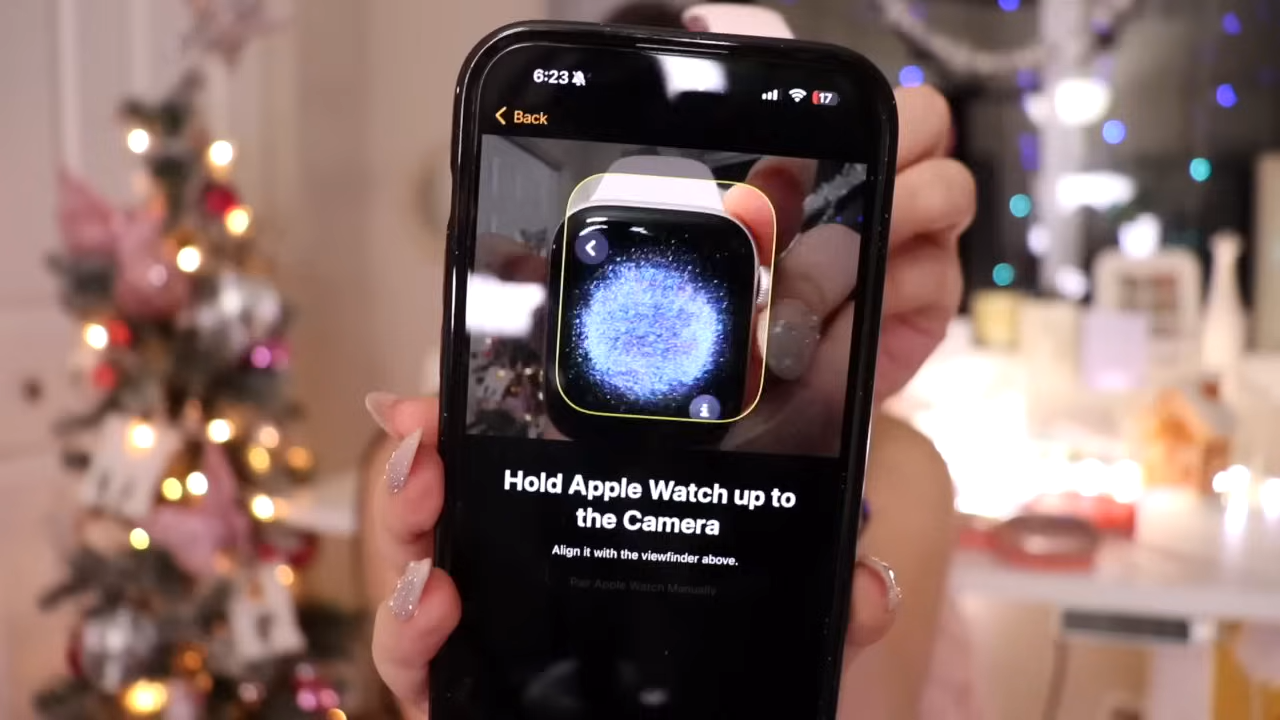 6:23
17
Back
i
Hold Apple Watch up to
the Camera
Align it with the viewfinder above.
Pair Apple Watch Manually